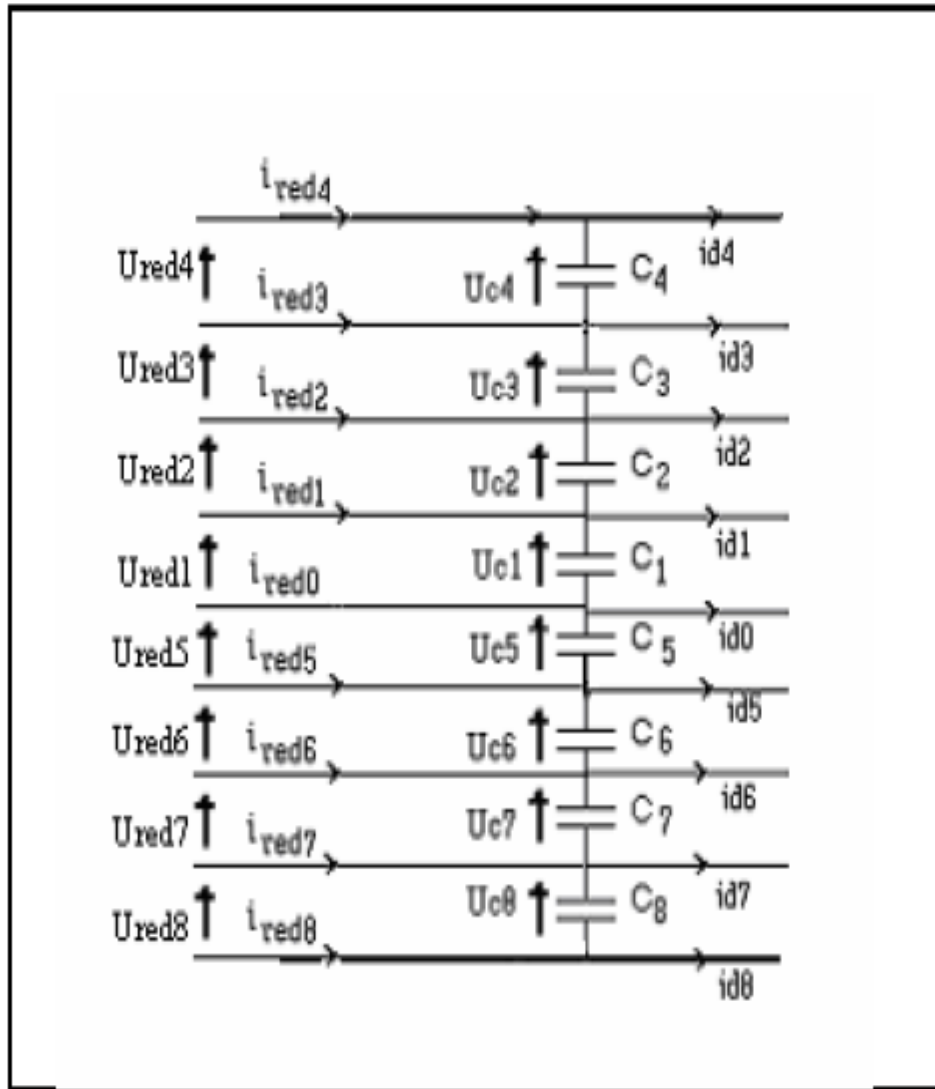 ired4
Ured4
Uc4
C4
id4
ired3
id3
Ured3
Uc3
C3
ired2
id2
Ured2
Uc2
C2
ired1
id1
Ured1
Uc1
C1
ired0
id0
Ured5
Uc5
C5
ired5
id5
Ured6
Uc6
C6
ired6
id6
Ured7
Uc7
C7
ired7
id7
Ured8
Uc8
C8
ired8
id8